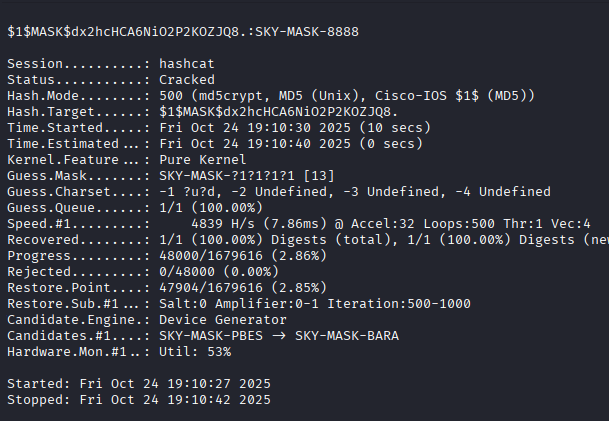 $1$MASK$dx2hcHCA6NiO2P2KOZJQ8.:SKY-MASK-8888
Session..........: hashcat
Status...........: Cracked
Hash.Mode........: 500 (md5crypt, MD5 (Unix), Cisco-IOS $1$ (MD5))
Hash.Target......: $1$MASK$dx2hcHCA6NiO2P2KOZJQ8.
Time.Started.....: Fri Oct 24 19:10:30 2025 (10 secs)
Time.Estimated...: Fri Oct 24 19:10:40 2025 (0 secs)
Kernel.Feature...: Pure Kernel
Guess.Mask.......: SKY-MASK-?1?1?1?1 [13]
Guess.Charset....: -1 ?u?d, -2 Undefined, -3 Undefined, -4 Undefined
Guess.Queue......: 1/1 (100.00%)
Speed.#1.........:     4839 H/s (7.86ms) @ Accel:32 Loops:500 Thr:1 Vec:4
Recovered........: 1/1 (100.00%) Digests (total), 1/1 (100.00%) Digests (new
Progress.........: 48000/1679616 (2.86%)
Rejected.........: 0/48000 (0.00%)
Restore.Point....: 47904/1679616 (2.85%)
Restore.Sub.#1...: Salt:0 Amplifier:0-1 Iteration:500-1000
Candidate.Engine.: Device Generator
Candidates.#1....: SKY-MASK-PBES -> SKY-MASK-BARA
Hardware.Mon.#1..: Util: 53%
Started: Fri Oct 24 19:10:27 2025
Stopped: Fri Oct 24 19:10:42 2025